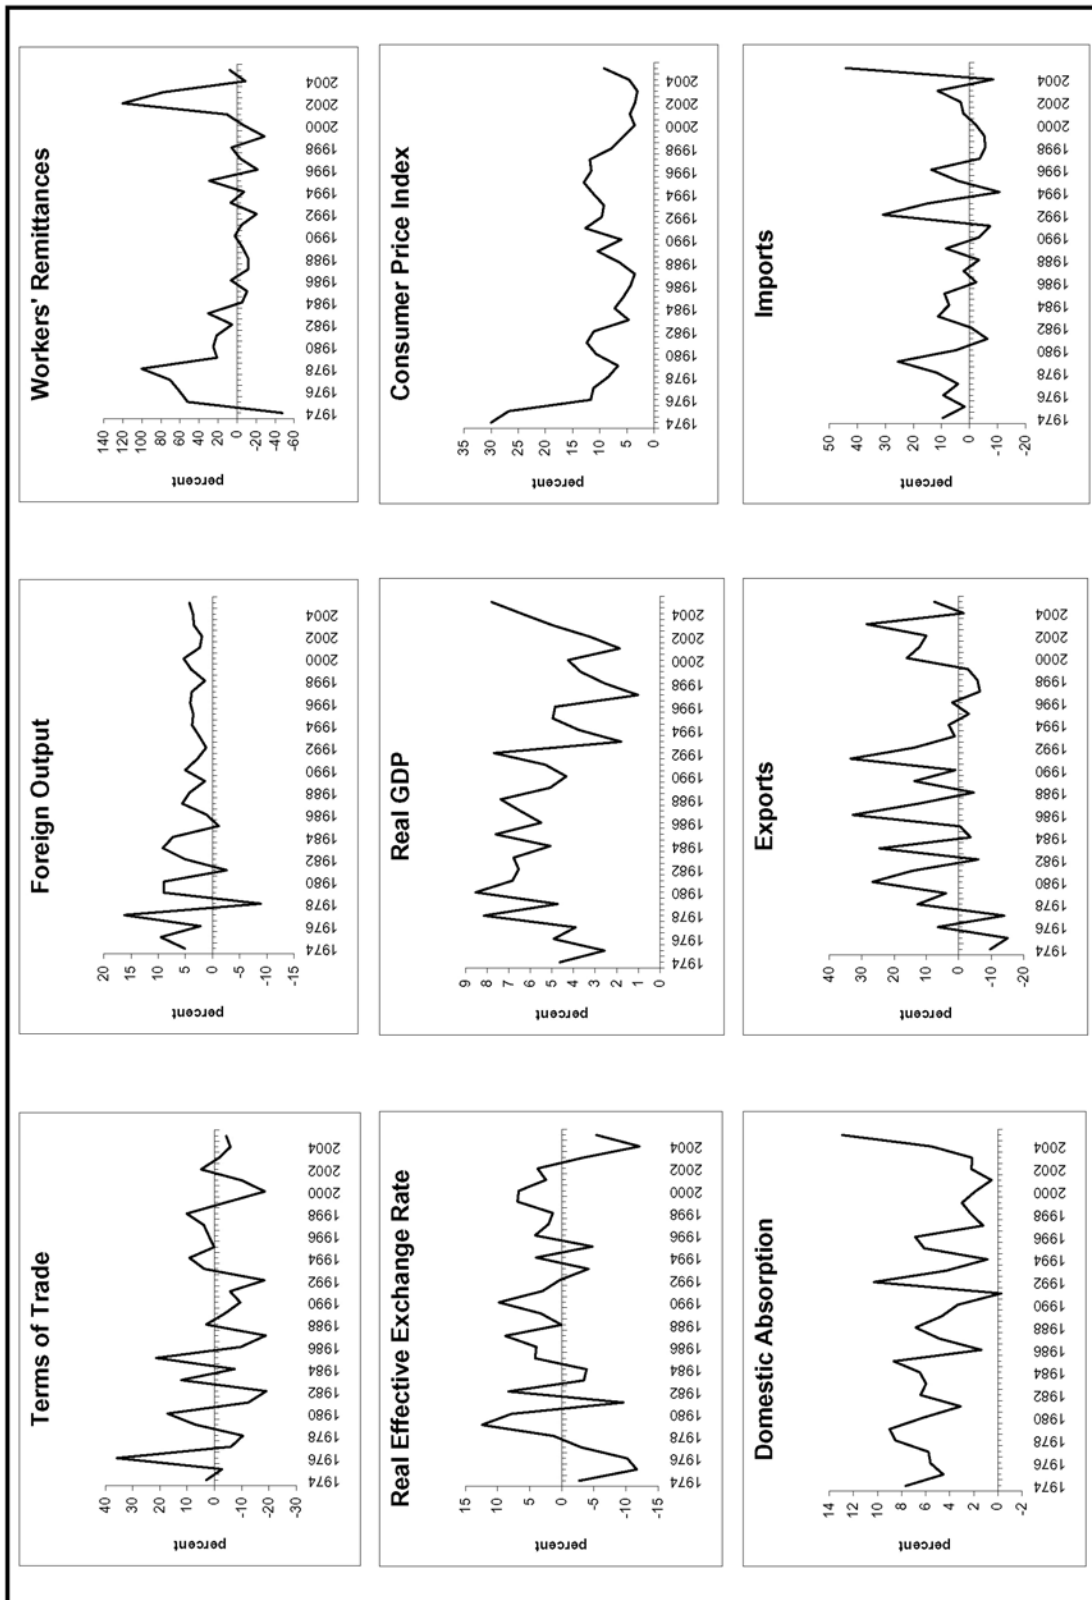 Terms of Trade
percent
40
30
20
10
0
-10
-20
-30
1974 1976 1978 1980 1982 1984 1986 1988 1990 1992 1994 1996 1998 2000 2002 2004
Foreign Output
percent
20
15
10
5
0
-5
-10
-15
1974 1976 1978 1980 1982 1984 1986 1988 1990 1992 1994 1996 1998 2000 2002 2004
Workers' Remittances
percent
140
120
100
80
60
40
20
0
-20
-40
-60
1974 1976 1978 1980 1982 1984 1986 1988 1990 1992 1994 1996 1998 2000 2002 2004
Real Effective Exchange Rate
percent
15
10
5
0
-5
-10
-15
1974 1976 1978 1980 1982 1984 1986 1988 1990 1992 1994 1996 1998 2000 2002 2004
Real GDP
percent
9
8
7
6
5
4
3
2
1
0
1974 1976 1978 1980 1982 1984 1986 1988 1990 1992 1994 1996 1998 2000 2002 2004
Consumer Price Index
percent
35
30
25
20
15
10
5
0
1974 1976 1978 1980 1982 1984 1986 1988 1990 1992 1994 1996 1998 2000 2002 2004
Domestic Absorption
percent
14
12
10
8
6
4
2
0
-2
1974 1976 1978 1980 1982 1984 1986 1988 1990 1992 1994 1996 1998 2000 2002 2004
Exports
percent
40
30
20
10
0
-10
-20
1974 1976 1978 1980 1982 1984 1986 1988 1990 1992 1994 1996 1998 2000 2002 2004
Imports
percent
50
40
30
20
10
0
-10
-20
1974 1976 1978 1980 1982 1984 1986 1988 1990 1992 1994 1996 1998 2000 2002 2004